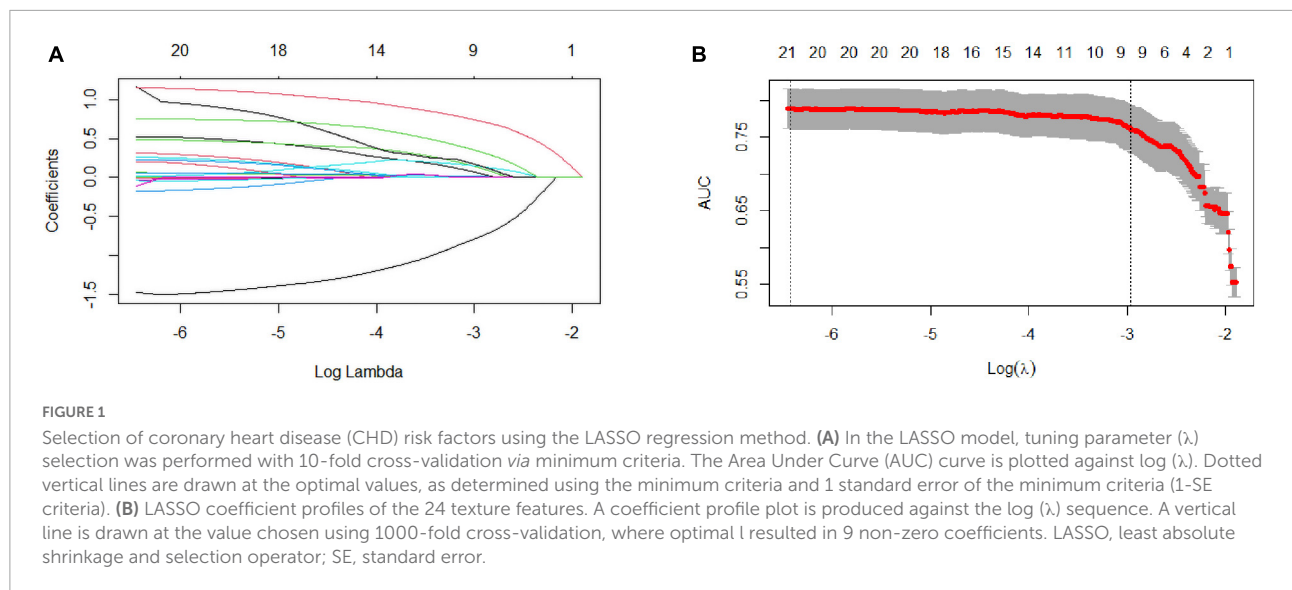 A
20 18 14 9 1
1.0
0.5
0.0
-0.5
-1.5
Coefficients
-6 -5 -4 -3 -2
Log Lambda
B
21 20 20 20 20 18 16 15 14 11 10 9 9 6 4 2 1
0.75
0.65
0.55
AUC
-6 -5 -4 -3 -2
Log(λ)
FIGURE 1
Selection of coronary heart disease (CHD) risk factors using the LASSO regression method. (A) In the LASSO model, tuning parameter (λ)
selection was performed with 10-fold cross-validation via minimum criteria. The Area Under Curve (AUC) curve is plotted against log (λ). Dotted
vertical lines are drawn at the optimal values, as determined using the minimum criteria and 1 standard error of the minimum criteria (1-SE
criteria). (B) LASSO coefficient profiles of the 24 texture features. A coefficient profile plot is produced against the log (λ) sequence. A vertical
line is drawn at the value chosen using 1000-fold cross-validation, where optimal l resulted in 9 non-zero coefficients. LASSO, least absolute
shrinkage and selection operator; SE, standard error.